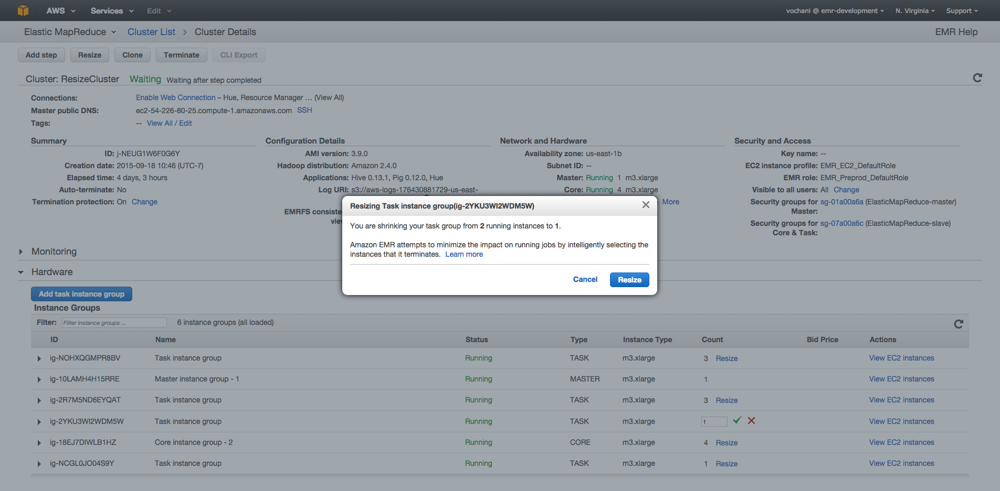 AWS Services Edit vochani @ emr-development N. Virginia Support
Elastic MapReduce Cluster List > Cluster Details EMR Help
Add step Resize Clone Terminate CLI Export
Cluster: ResizeCluster Waiting Waiting after step completed
Connections: Enable Web Connection – Hue, Resource Manager ... (View All)
Master public DNS: ec2-54-226-80-25.compute-1.amazonaws.com SSH
Tags: -- View All / Edit
Summary
ID: j-NEUG1W6F0G6Y
Creation date: 2015-09-18 10:46 (UTC-7)
Elapsed time: 4 days, 3 hours
Auto-terminate: No
Termination protection: On Change
Configuration Details
AMI version: 3.9.0
Hadoop distribution: Amazon 2.4.0
Applications: Hive 0.13.1, Pig 0.12.0, Hue
Log URI: s3://aws-logs-176430881729-us-east-
EMRFS consiste
vie
Network and Hardware
Availability zone: us-east-1b
Subnet ID: --
Master: Running 1 m3.xlarge
Core: Running 4 m3.xlarge
More
Security and Access
Key name: --
EC2 instance profile: EMR_EC2_DefaultRole
EMR role: EMR_Preprod_DefaultRole
Visible to all users: All Change
Security groups for sg-01a00a6a (ElasticMapReduce-master)
Master:
Security groups for sg-07a00a6c (ElasticMapReduce-slave)
Core & Task:
Resizing Task instance group(ig-2YKU3WI2WDM5W)
You are shrinking your task group from 2 running instances to 1.
Amazon EMR attempts to minimize the impact on running jobs by intelligently selecting the
instances that it terminates. Learn more
Cancel Resize
Monitoring
Hardware
Add task instance group
Instance Groups
Filter: Filter instance groups ... 6 instance groups (all loaded)
ID Name Status Type Instance Type Count Bid Price Actions
ig-NOHXQGMPR8BV Task instance group Running TASK m3.xlarge 3 Resize View EC2 instances
ig-10LAMH4H15RRE Master instance group - 1 Running MASTER m3.xlarge 1 View EC2 instances
ig-2R7M5ND6EYQAT Task instance group Running TASK m3.xlarge 3 Resize View EC2 instances
ig-2YKU3WI2WDM5W Task instance group Running TASK m3.xlarge 1 View EC2 instances
ig-18EJ7DIWLB1HZ Core instance group - 2 Running CORE m3.xlarge 4 Resize View EC2 instances
ig-NCGL0JO04S9Y Task instance group Running TASK m3.xlarge 1 Resize View EC2 instances